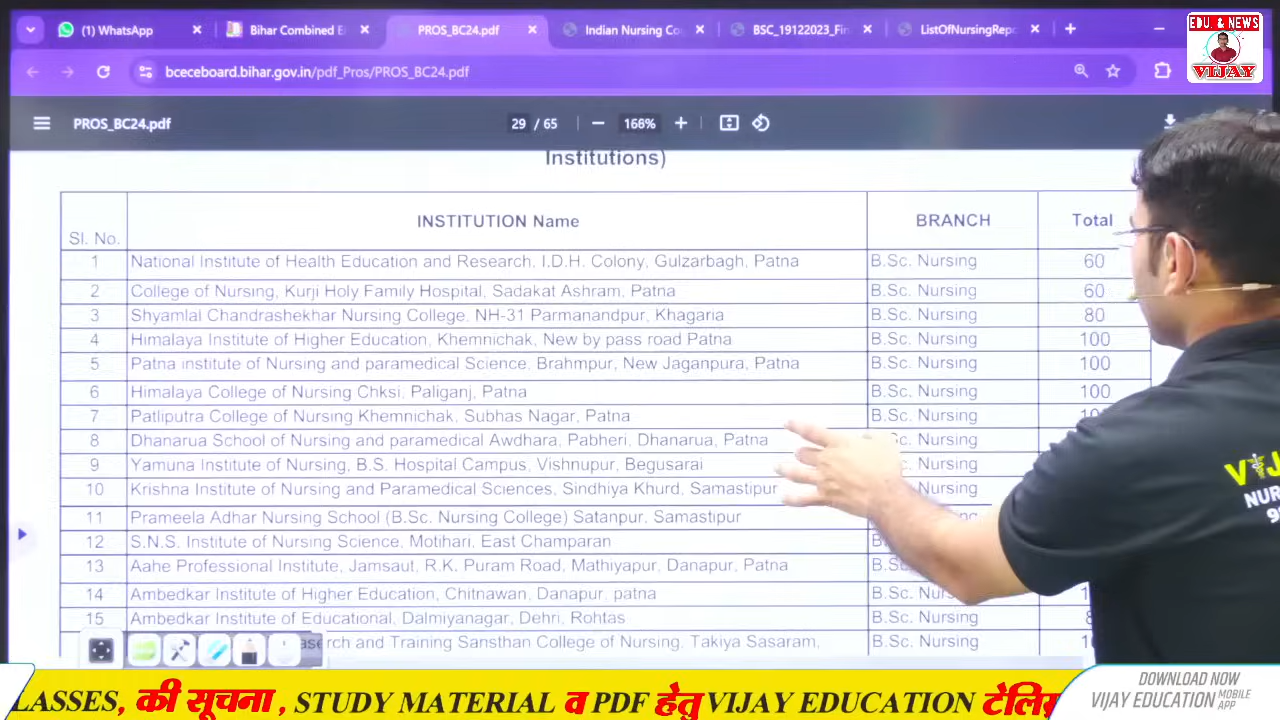 (1) WhatsApp
Bihar Combined E
PROS_BC24.pdf
Indian Nursing Co
BSC_19122023_Fin
ListOfNursingRepo
EDU. & NEWS
VIJAY
bceceboard.bihar.gov.in/pdf_Pros/PROS_BC24.pdf
PROS_BC24.pdf
29 / 65
166%
Institutions)
Sl. No. INSTITUTION Name BRANCH Total
1 National Institute of Health Education and Research. I.D.H. Colony, Gulzarbagh, Patna B.Sc. Nursing 60
2 College of Nursing, Kurji Holy Family Hospital, Sadakat Ashram, Patna B.Sc. Nursing 60
3 Shyamlal Chandrashekhar Nursing College. NH-31 Parmanandpur, Khagaria B.Sc. Nursing 80
4 Himalaya Institute of Higher Education, Khemnichak, New by pass road Patna B.Sc. Nursing 100
5 Patna institute of Nursing and paramedical Science, Brahmpur, New Jaganpura, Patna B.Sc. Nursing 100
6 Himalaya College of Nursing Chksi, Paliganj, Patna B.Sc. Nursing 100
7 Patliputra College of Nursing Khemnichak, Subhas Nagar, Patna B.Sc. Nursing
8 Dhanarua School of Nursing and paramedical Awdhara, Pabheri, Dhanarua, Patna Nursing
9 Yamuna Institute of Nursing, B.S. Hospital Campus, Vishnupur, Begusarai Nursing
10 Krishna Institute of Nursing and Paramedical Sciences, Sindhiya Khurd, Samastipur Nursing
11 Prameela Adhar Nursing School (B.Sc. Nursing College) Satanpur, Samastipur
12 S.N.S. Institute of Nursing Science, Motihari, East Champaran
13 Aahe Professional Institute, Jamsaut, R.K. Puram Road, Mathiyapur, Danapur, Patna
14 Ambedkar Institute of Higher Education, Chitnawan, Danapur, patna B.Sc.
15 Ambedkar Institute of Educational, Dalmiyanagar, Dehri, Rohtas B.Sc. Nursing
and Training Sansthan College of Nursing, Takiya Sasaram, B.Sc. Nursing
LASSES, की सूचना, STUDY MATERIAL व PDF हेतु VIJAY EDUCATION
DOWNLOAD NOW
VIJAY EDUCATION MOBILE APP